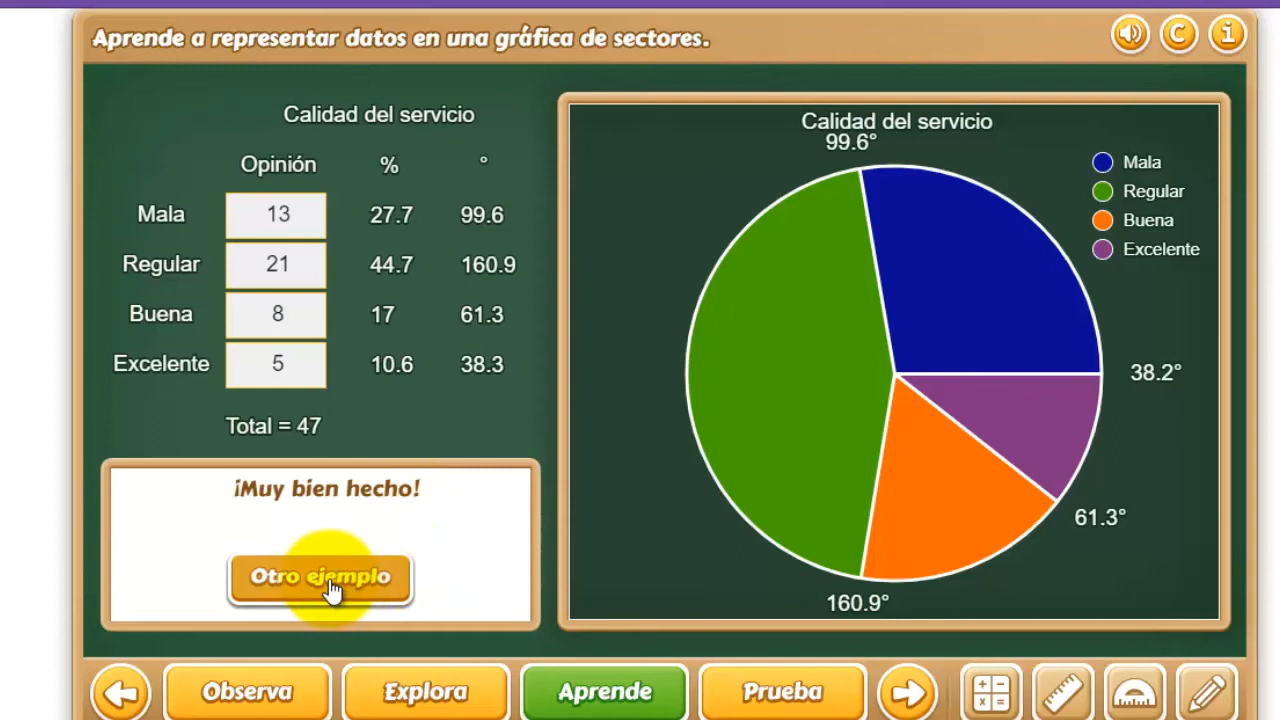 Aprende a representar datos en una gráfica de sectores.
C
i
Calidad del servicio
Opinión % °
Mala 13 27.7 99.6
Regular 21 44.7 160.9
Buena 8 17 61.3
Excelente 5 10.6 38.3
Total = 47
¡Muy bien hecho!
Otro ejemplo
Calidad del servicio
99.6°
Mala
Regular
Buena
Excelente
38.2°
61.3°
160.9°
Observa
Explora
Aprende
Prueba